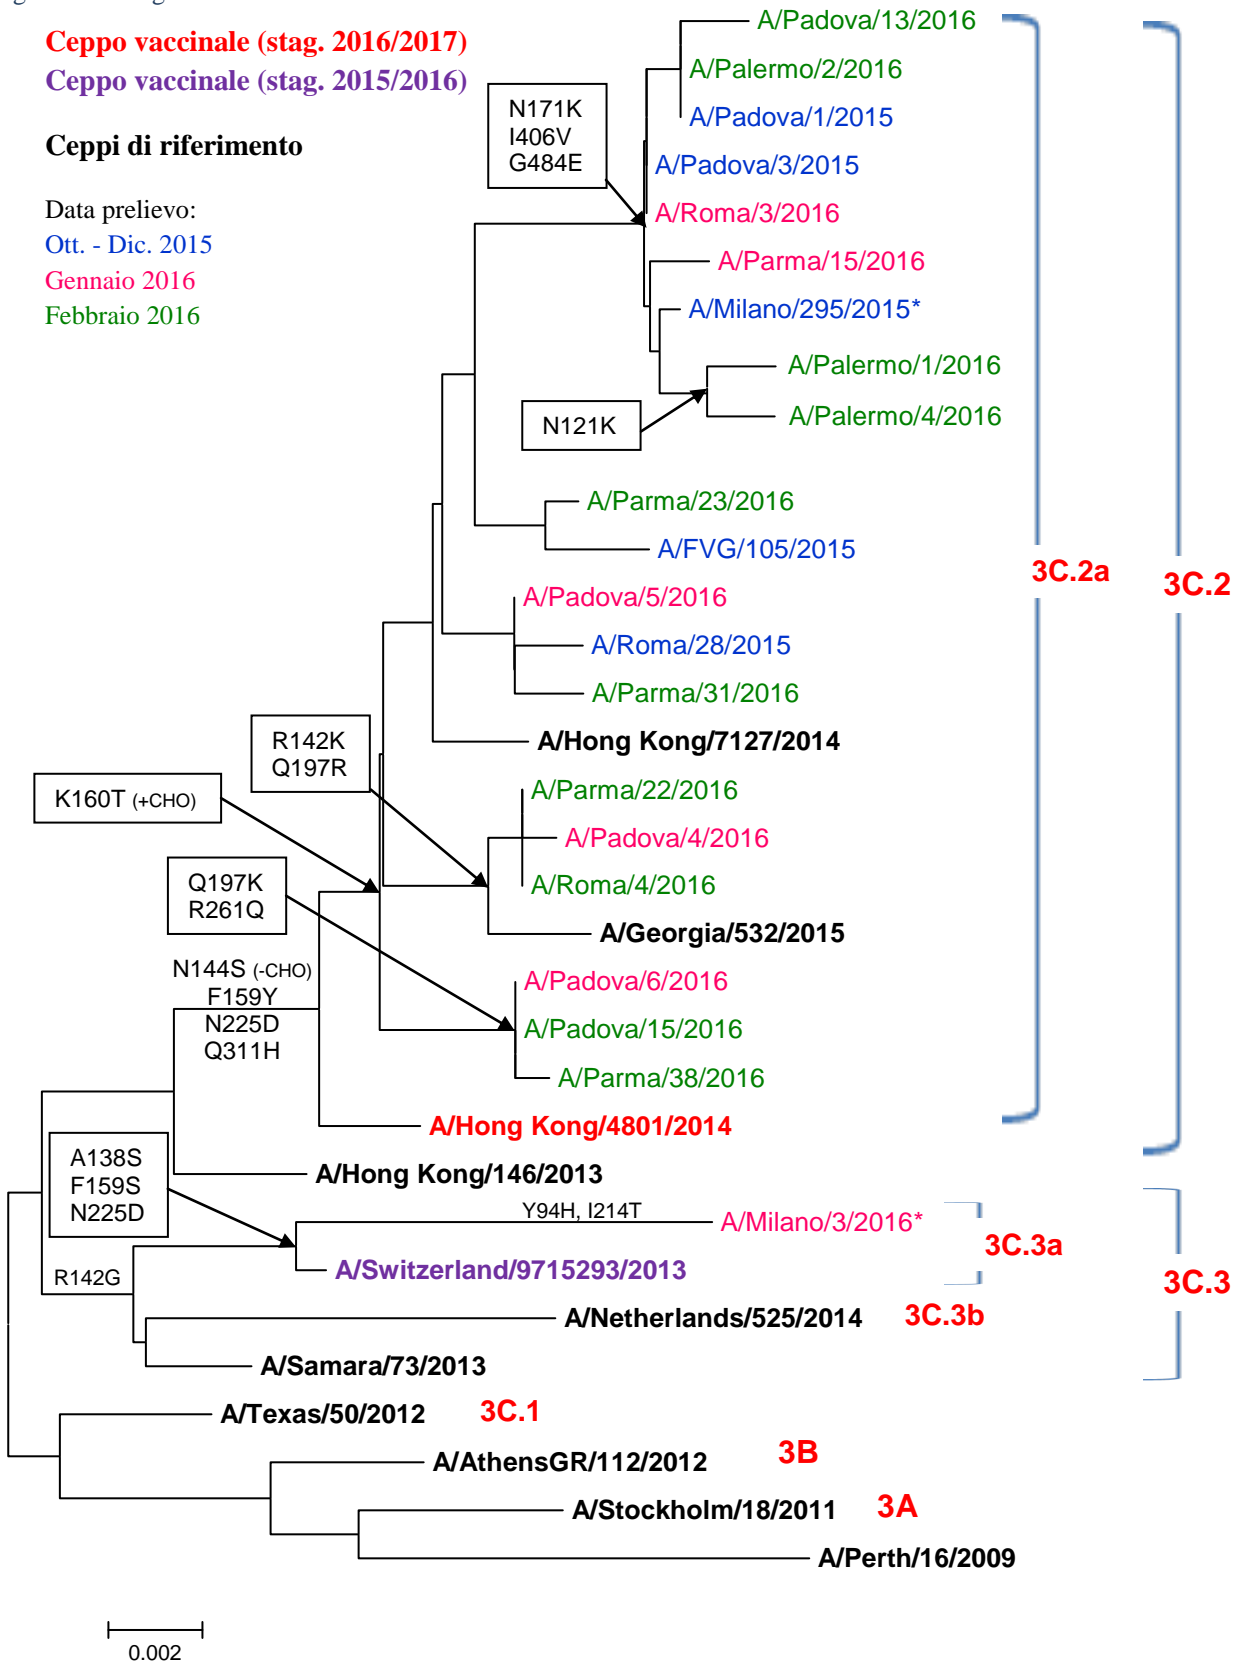 Ceppo vaccinale (stag. 2016/2017)
Ceppo vaccinale (stag. 2015/2016)
Ceppi di riferimento
Data prelievo:
Ott. - Dic. 2015
Gennaio 2016
Febbraio 2016
A/Padova/13/2016
A/Palermo/2/2016
A/Padova/1/2015
N171K
I406V
G484E
A/Padova/3/2015
A/Roma/3/2016
A/Parma/15/2016
A/Milano/295/2015*
A/Palermo/1/2016
A/Palermo/4/2016
N121K
A/Parma/23/2016
A/FVG/105/2015
3C.2a
3C.2
A/Padova/5/2016
A/Roma/28/2015
A/Parma/31/2016
A/Hong Kong/7127/2014
R142K
Q197R
K160T (+CHO)
A/Parma/22/2016
A/Padova/4/2016
A/Roma/4/2016
Q197K
R261Q
A/Georgia/532/2015
N144S (-CHO)
F159Y
N225D
Q311H
A/Padova/6/2016
A/Padova/15/2016
A/Parma/38/2016
A/Hong Kong/4801/2014
A/Hong Kong/146/2013
A138S
F159S
N225D
Y94H, I214T
A/Milano/3/2016*
3C.3a
A/Switzerland/9715293/2013
R142G
3C.3
A/Netherlands/525/2014
3C.3b
A/Samara/73/2013
A/Texas/50/2012
3C.1
A/AthensGR/112/2012
3B
A/Stockholm/18/2011
3A
A/Perth/16/2009
0.002